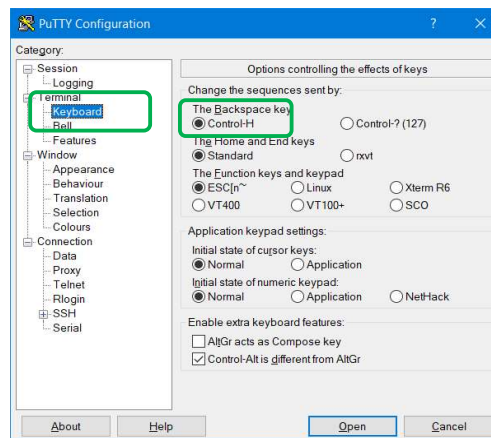 PuTTY Configuration
?
×
Category:
Session
Logging
Terminal
Keyboard
Bell
Features
Window
Appearance
Behaviour
Translation
Selection
Colours
Connection
Data
Proxy
Telnet
Rlogin
SSH
Serial
Options controlling the effects of keys
Change the sequences sent by:
The Backspace key
Control-H Control-? (127)
The Home and End keys
Standard rxvt
The Function keys and keypad
ESC[n~ Linux Xterm R6
VT400 VT100+ SCO
Application keypad settings:
Initial state of cursor keys:
Normal Application
Initial state of numeric keypad:
Normal Application NetHack
Enable extra keyboard features:
AltGr acts as Compose key
Control-Alt is different from AltGr
About Help Open Cancel